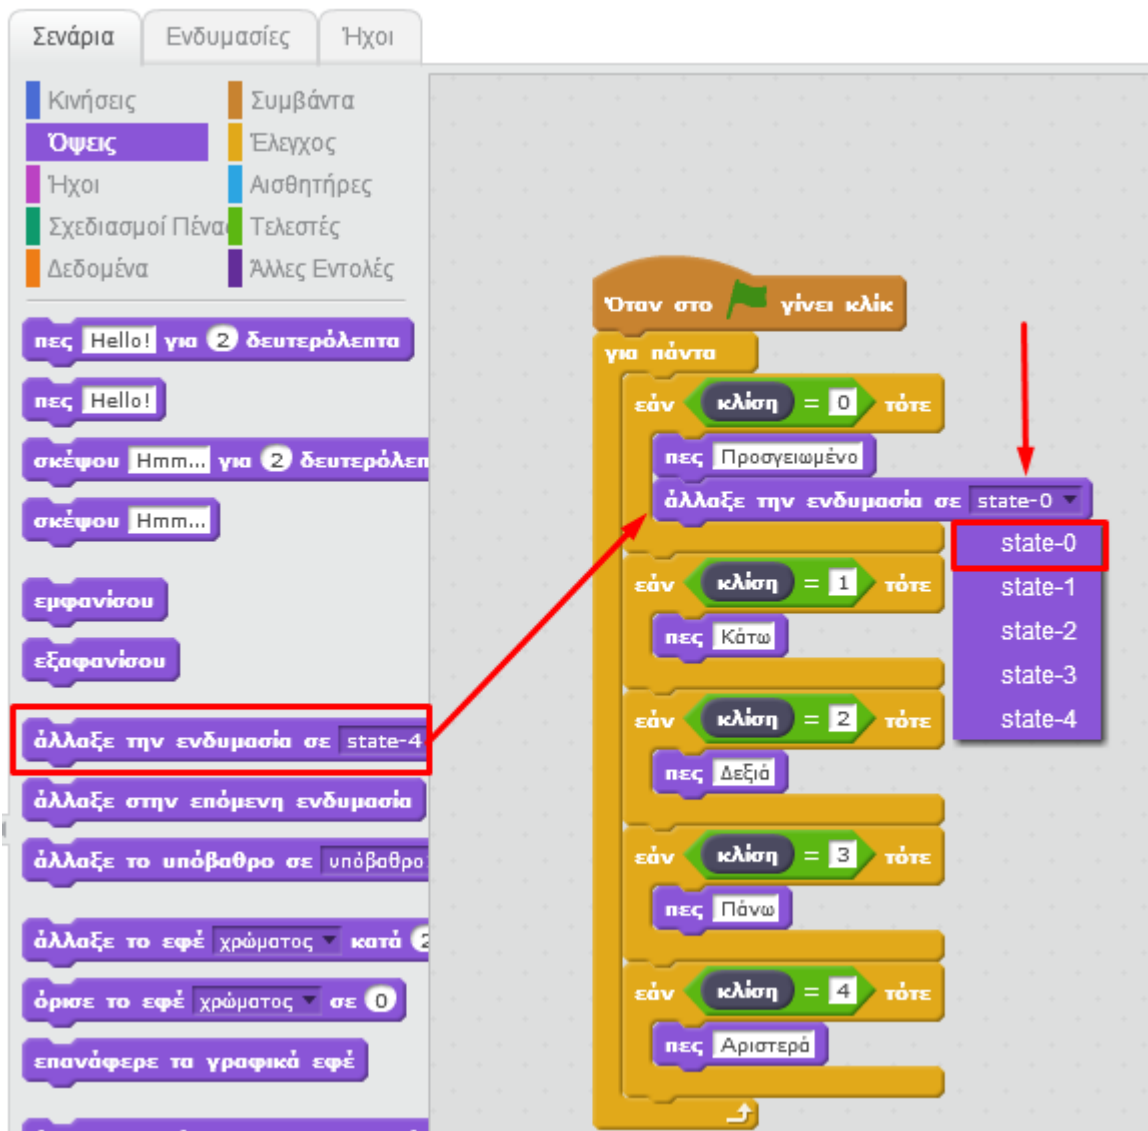 Σενάρια Ενδυμασίες Ήχοι
Κινήσεις Συμβάντα
Όψεις Έλεγχος
Ήχοι Αισθητήρες
Σχεδιασμοί Πένας Τελεστές
Δεδομένα Άλλες Εντολές
πες Hello! για 2 δευτερόλεπτα
πες Hello!
σκέψου Hmm... για 2 δευτερόλεπ
σκέψου Hmm...
εμφανίσου
εξαφανίσου
άλλαξε την ενδυμασία σε state-4
άλλαξε στην επόμενη ενδυμασία
άλλαξε το υπόβαθρο σε υπόβαθρο
άλλαξε το εφέ χρώματος κατά 2
όρισε το εφέ χρώματος σε 0
επανάφερε τα γραφικά εφέ
Όταν στο γίνει κλίκ
για πάντα
εάν κλίση = 0 τότε
πες Προσγειωμένο
άλλαξε την ενδυμασία σε state-0
state-0
state-1
state-2
state-3
state-4
εάν κλίση = 1 τότε
πες Κάτω
εάν κλίση = 2 τότε
πες Δεξιά
εάν κλίση = 3 τότε
πες Πάνω
εάν κλίση = 4 τότε
πες Αριστερά